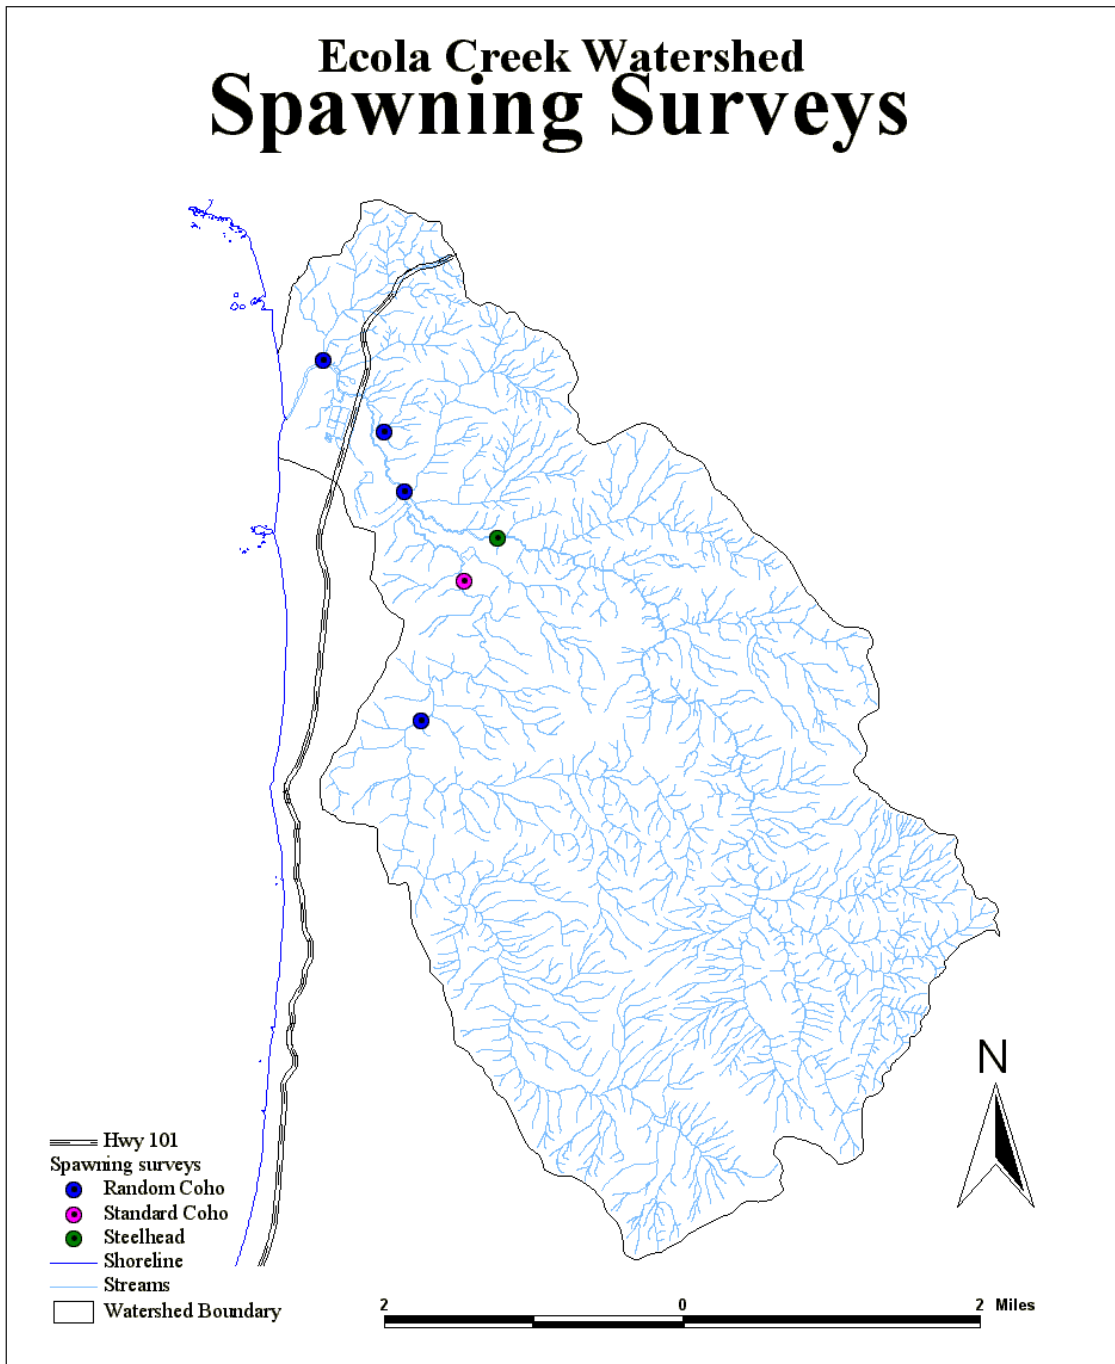 Ecola Creek Watershed
Spawning Surveys
N
Hwy 101
Spawning surveys
Random Coho
Standard Coho
Steelhead
Shoreline
Streams
Watershed Boundary
2 0 2 Miles